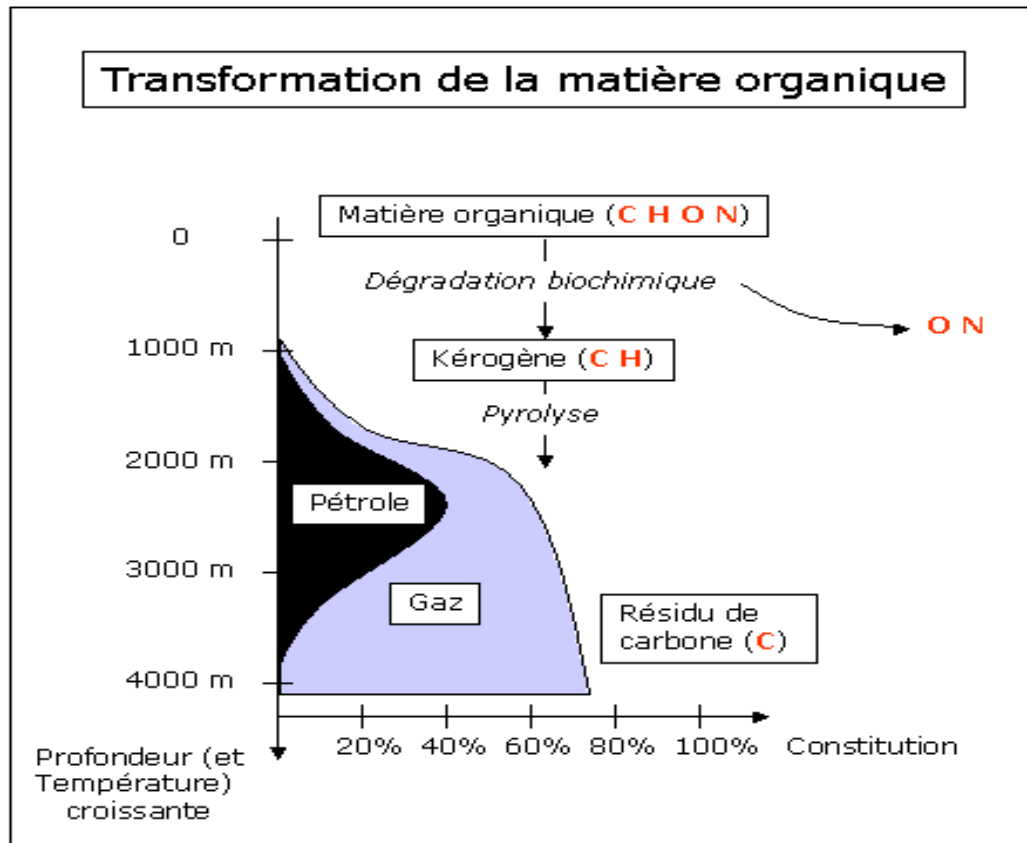 Transformation de la matière organique
Matière organique (C H O N)
0
Dégradation biochimique
O N
1000 m
Kérogène (C H)
Pyrolyse
2000 m
Pétrole
3000 m
Gaz
Résidu de
carbone (C)
4000 m
20% 40% 60% 80% 100% Constitution
Profondeur (et
Température)
croissante